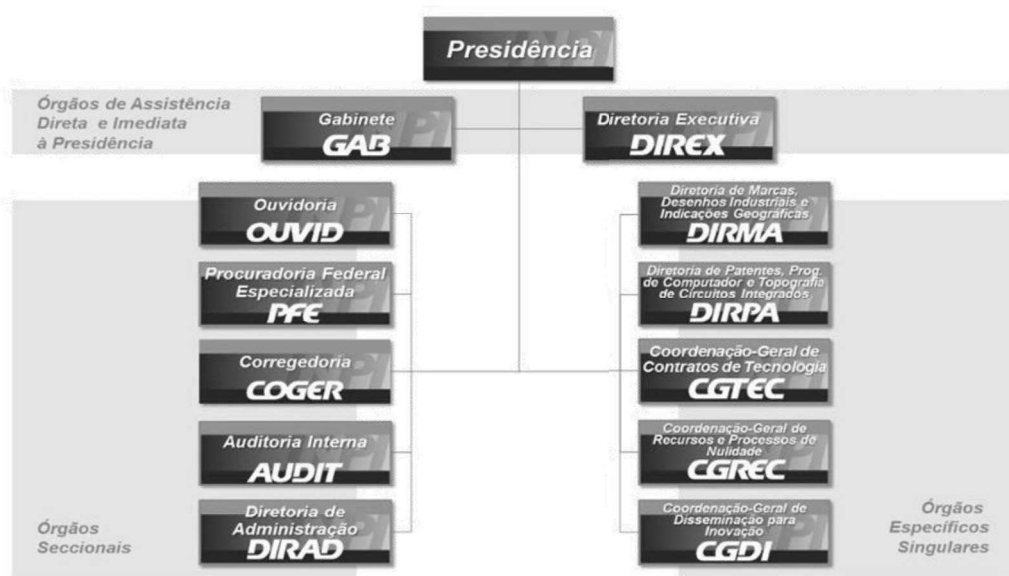 Presidência
Órgãos de Assistência
Direta e Imediata
à Presidência
Gabinete
GAB
Diretoria Executiva
DIREX
Ouvidoria
OUVID
Procuradoria Federal
Especializada
PFE
Corregedoria
COGER
Auditoria Interna
AUDIT
Diretoria de
Administração
DIRAD
Órgãos
Seccionais
Diretoria de Marcas,
Desenhos Industriais e
Indicações Geográficas
DIRMA
Diretoria de Patentes, Prog.
de Computador e Topografia
de Circuitos Integrados
DIRPA
Coordenação-Geral de
Contratos de Tecnologia
CGTEC
Coordenação-Geral de
Recursos e Processos de
Nulidade
CGREC
Coordenação-Geral de
Disseminação para
Inovação
CGDI
Órgãos
Específicos
Singulares